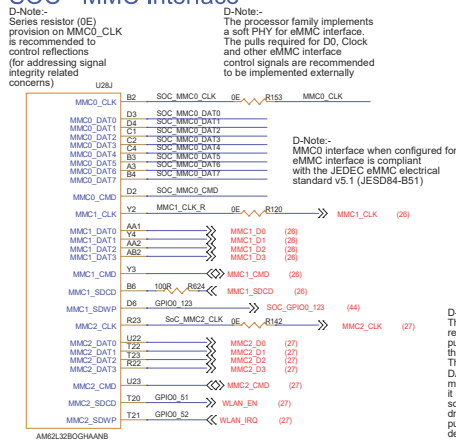 SOC - MMC Interface
D-Note:-
Series resistor (0E)
provision on MMC0_CLK
is recommended to
control reflections
(for addressing signal
integrity related
concerns)
D-Note:-
The processor family implements
a soft PHY for eMMC interface.
The pulls required for D0, Clock
and other eMMC interface
control signals are recommended
to be implemented externally
U28J
MMC0_CLK B2 SOC_MMC0_CLK 0E R153 MMC0_CLK
MMC0_DAT0 D3 SOC_MMC0_DAT0
MMC0_DAT1 D4 SOC_MMC0_DAT1
MMC0_DAT2 C1 SOC_MMC0_DAT2
MMC0_DAT3 C2 SOC_MMC0_DAT3
MMC0_DAT4 C4 SOC_MMC0_DAT4
MMC0_DAT5 B3 SOC_MMC0_DAT5
MMC0_DAT6 A3 SOC_MMC0_DAT6
MMC0_DAT7 B4 SOC_MMC0_DAT7
D-Note:-
MMC0 interface when configured for
eMMC interface is compliant
with the JEDEC eMMC electrical
standard v5.1 (JESD84-B51)
MMC0_CMD D2 SOC_MMC0_CMD
MMC1_CLK Y2 MMC1_CLK_R 0E R120 MMC1_CLK (26)
MMC1_DAT0 AA1 MMC1_D0 (26)
MMC1_DAT1 Y4 MMC1_D1 (26)
MMC1_DAT2 AA2 MMC1_D2 (26)
MMC1_DAT3 AB2 MMC1_D3 (26)
MMC1_CMD Y3 MMC1_CMD (26)
MMC1_SDCD B6 100R R624 MMC1_SDCD (26)
MMC1_SDWP D6 GPIO0_123 SOC_GPIO0_123 (44)
MMC2_CLK R23 SoC_MMC2_CLK 0E R142 MMC2_CLK (27)
MMC2_DAT0 U22 MMC2_D0 (27)
MMC2_DAT1 T22 MMC2_D1 (27)
MMC2_DAT2 T23 MMC2_D2 (27)
MMC2_DAT3 R22 MMC2_D3 (27)
MMC2_CMD U23 MMC2_CMD (27)
MMC2_SDCD T20 GPIO0_51 WLAN_EN (27)
MMC2_SDWP T21 GPIO0_52 WLAN_IRQ (27)
AM62L32BOGHAANB